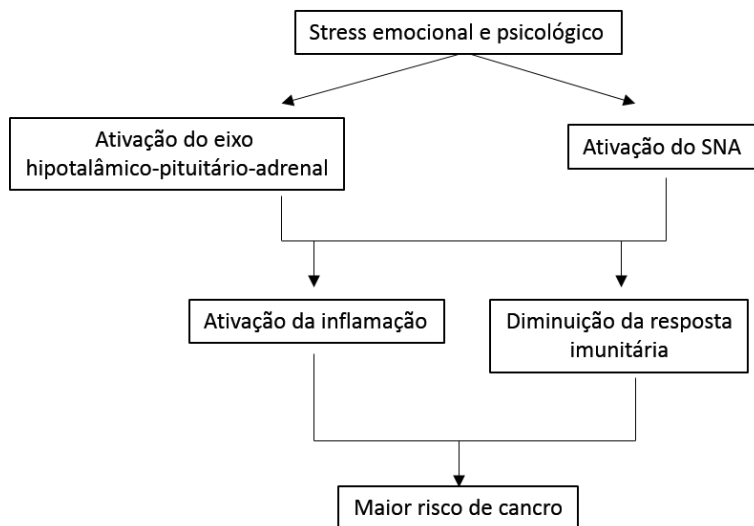 Stress emocional e psicológico
Ativação do eixo
hipotalâmico-pituitário-adrenal
Ativação do SNA
Ativação da inflamação
Diminuição da resposta
imunitária
Maior risco de cancro